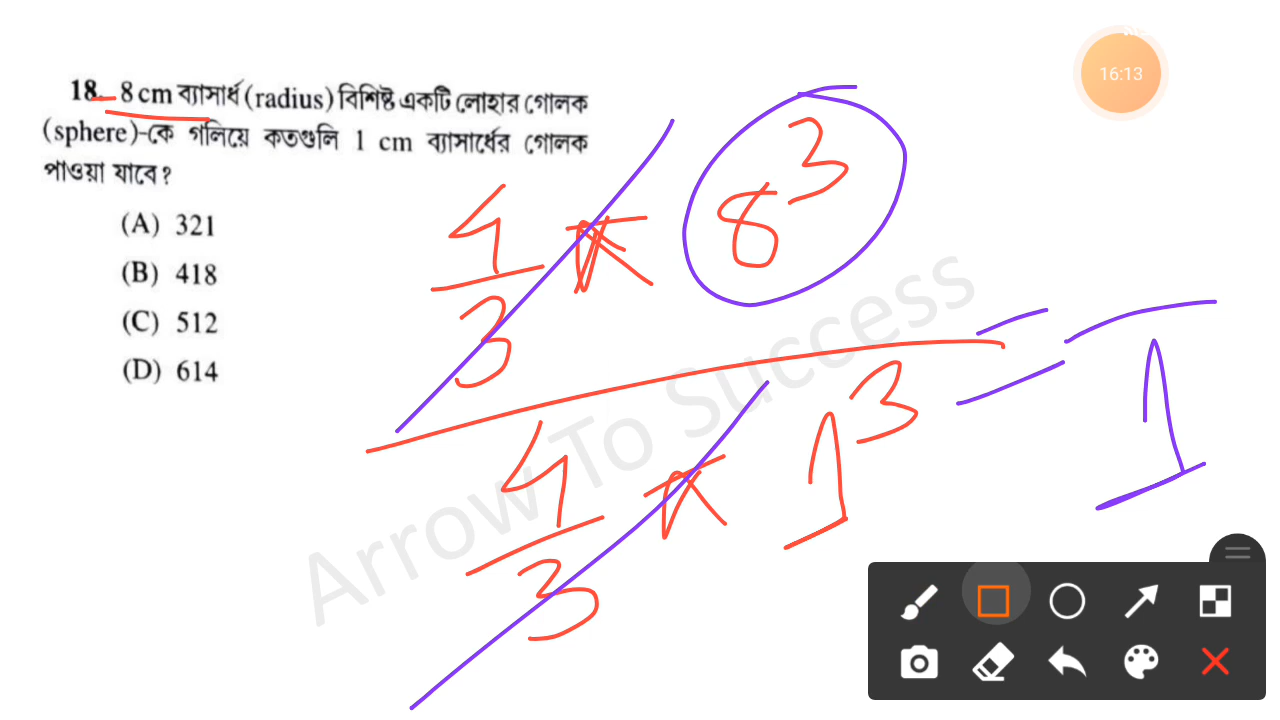 18. 8 cm ব্যাসার্ধ (radius) বিশিষ্ট একটি লোহার গোলক
(sphere)-কে গলিয়ে কতগুলি 1 cm ব্যাসার্ধের গোলক
পাওয়া যাবে?
(A) 321
(B) 418
(C) 512
(D) 614
4/3 π 8³
4/3 π 1³
=
1
Arrow To Success
16:13